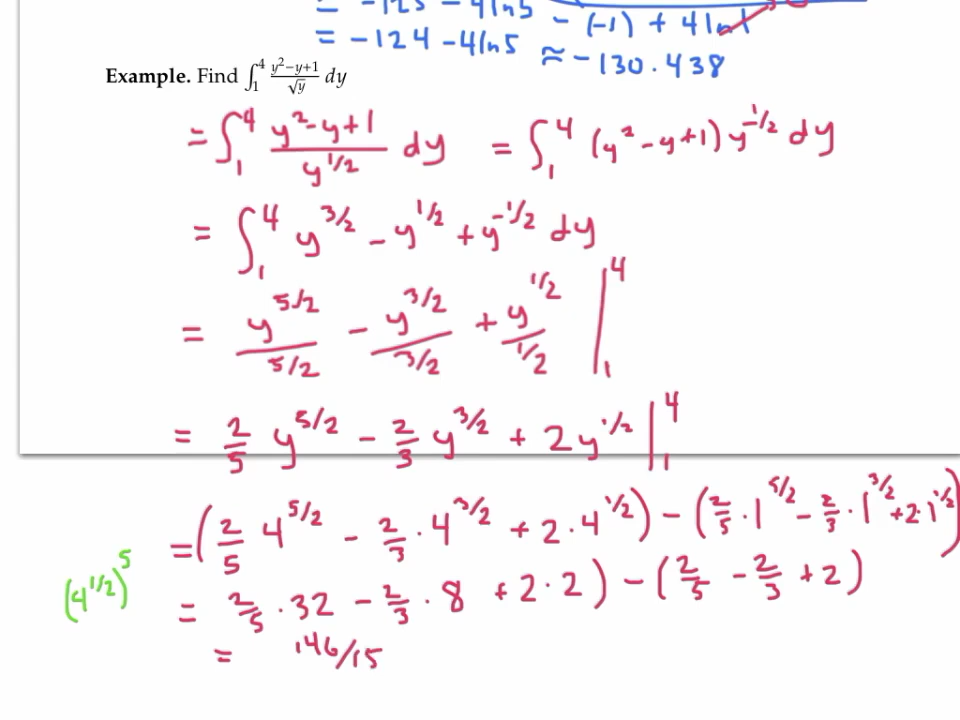 = -125 - 4ln5 - (-1) + 4ln1
= -124 - 4ln5 ≈ -130.438
Example. Find ∫₁⁴ (y²−y+1)/√y dy
= ∫₁⁴ (y²-y+1)/y^(1/2) dy = ∫₁⁴ (y²-y+1) y^(-1/2) dy
= ∫₁⁴ y^(3/2) - y^(1/2) + y^(-1/2) dy
= y^(5/2)/(5/2) - y^(3/2)/(3/2) + y^(1/2)/(1/2) |₁⁴
= 2/5 y^(5/2) - 2/3 y^(3/2) + 2y^(1/2) |₁⁴
= (2/5 4^(5/2) - 2/3 · 4^(3/2) + 2·4^(1/2)) - (2/5 · 1^(5/2) - 2/3 · 1^(3/2) + 2·1^(1/2))
(4^(1/2))^5
= 2/5 · 32 - 2/3 · 8 + 2·2) - (2/5 - 2/3 + 2)
= 146/15